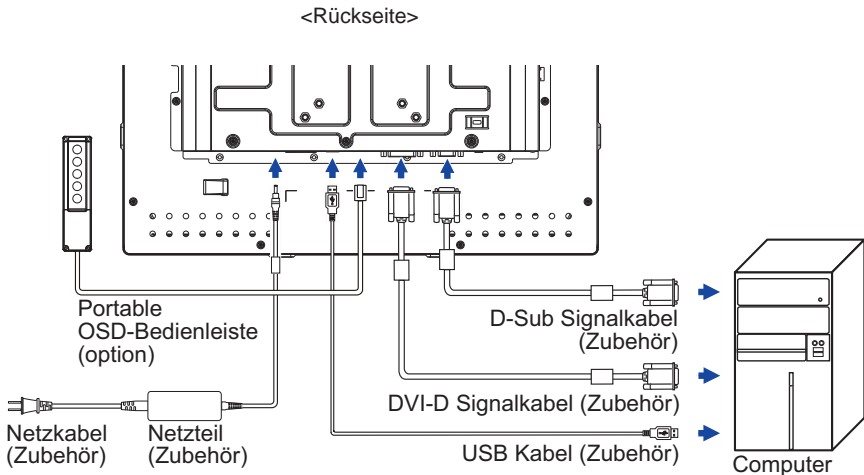 <Rückseite>
Portable
OSD-Bedienleiste
(option)
D-Sub Signalkabel
(Zubehör)
DVI-D Signalkabel (Zubehör)
Netzkabel
(Zubehör)
Netzteil
(Zubehör)
USB Kabel (Zubehör)
Computer